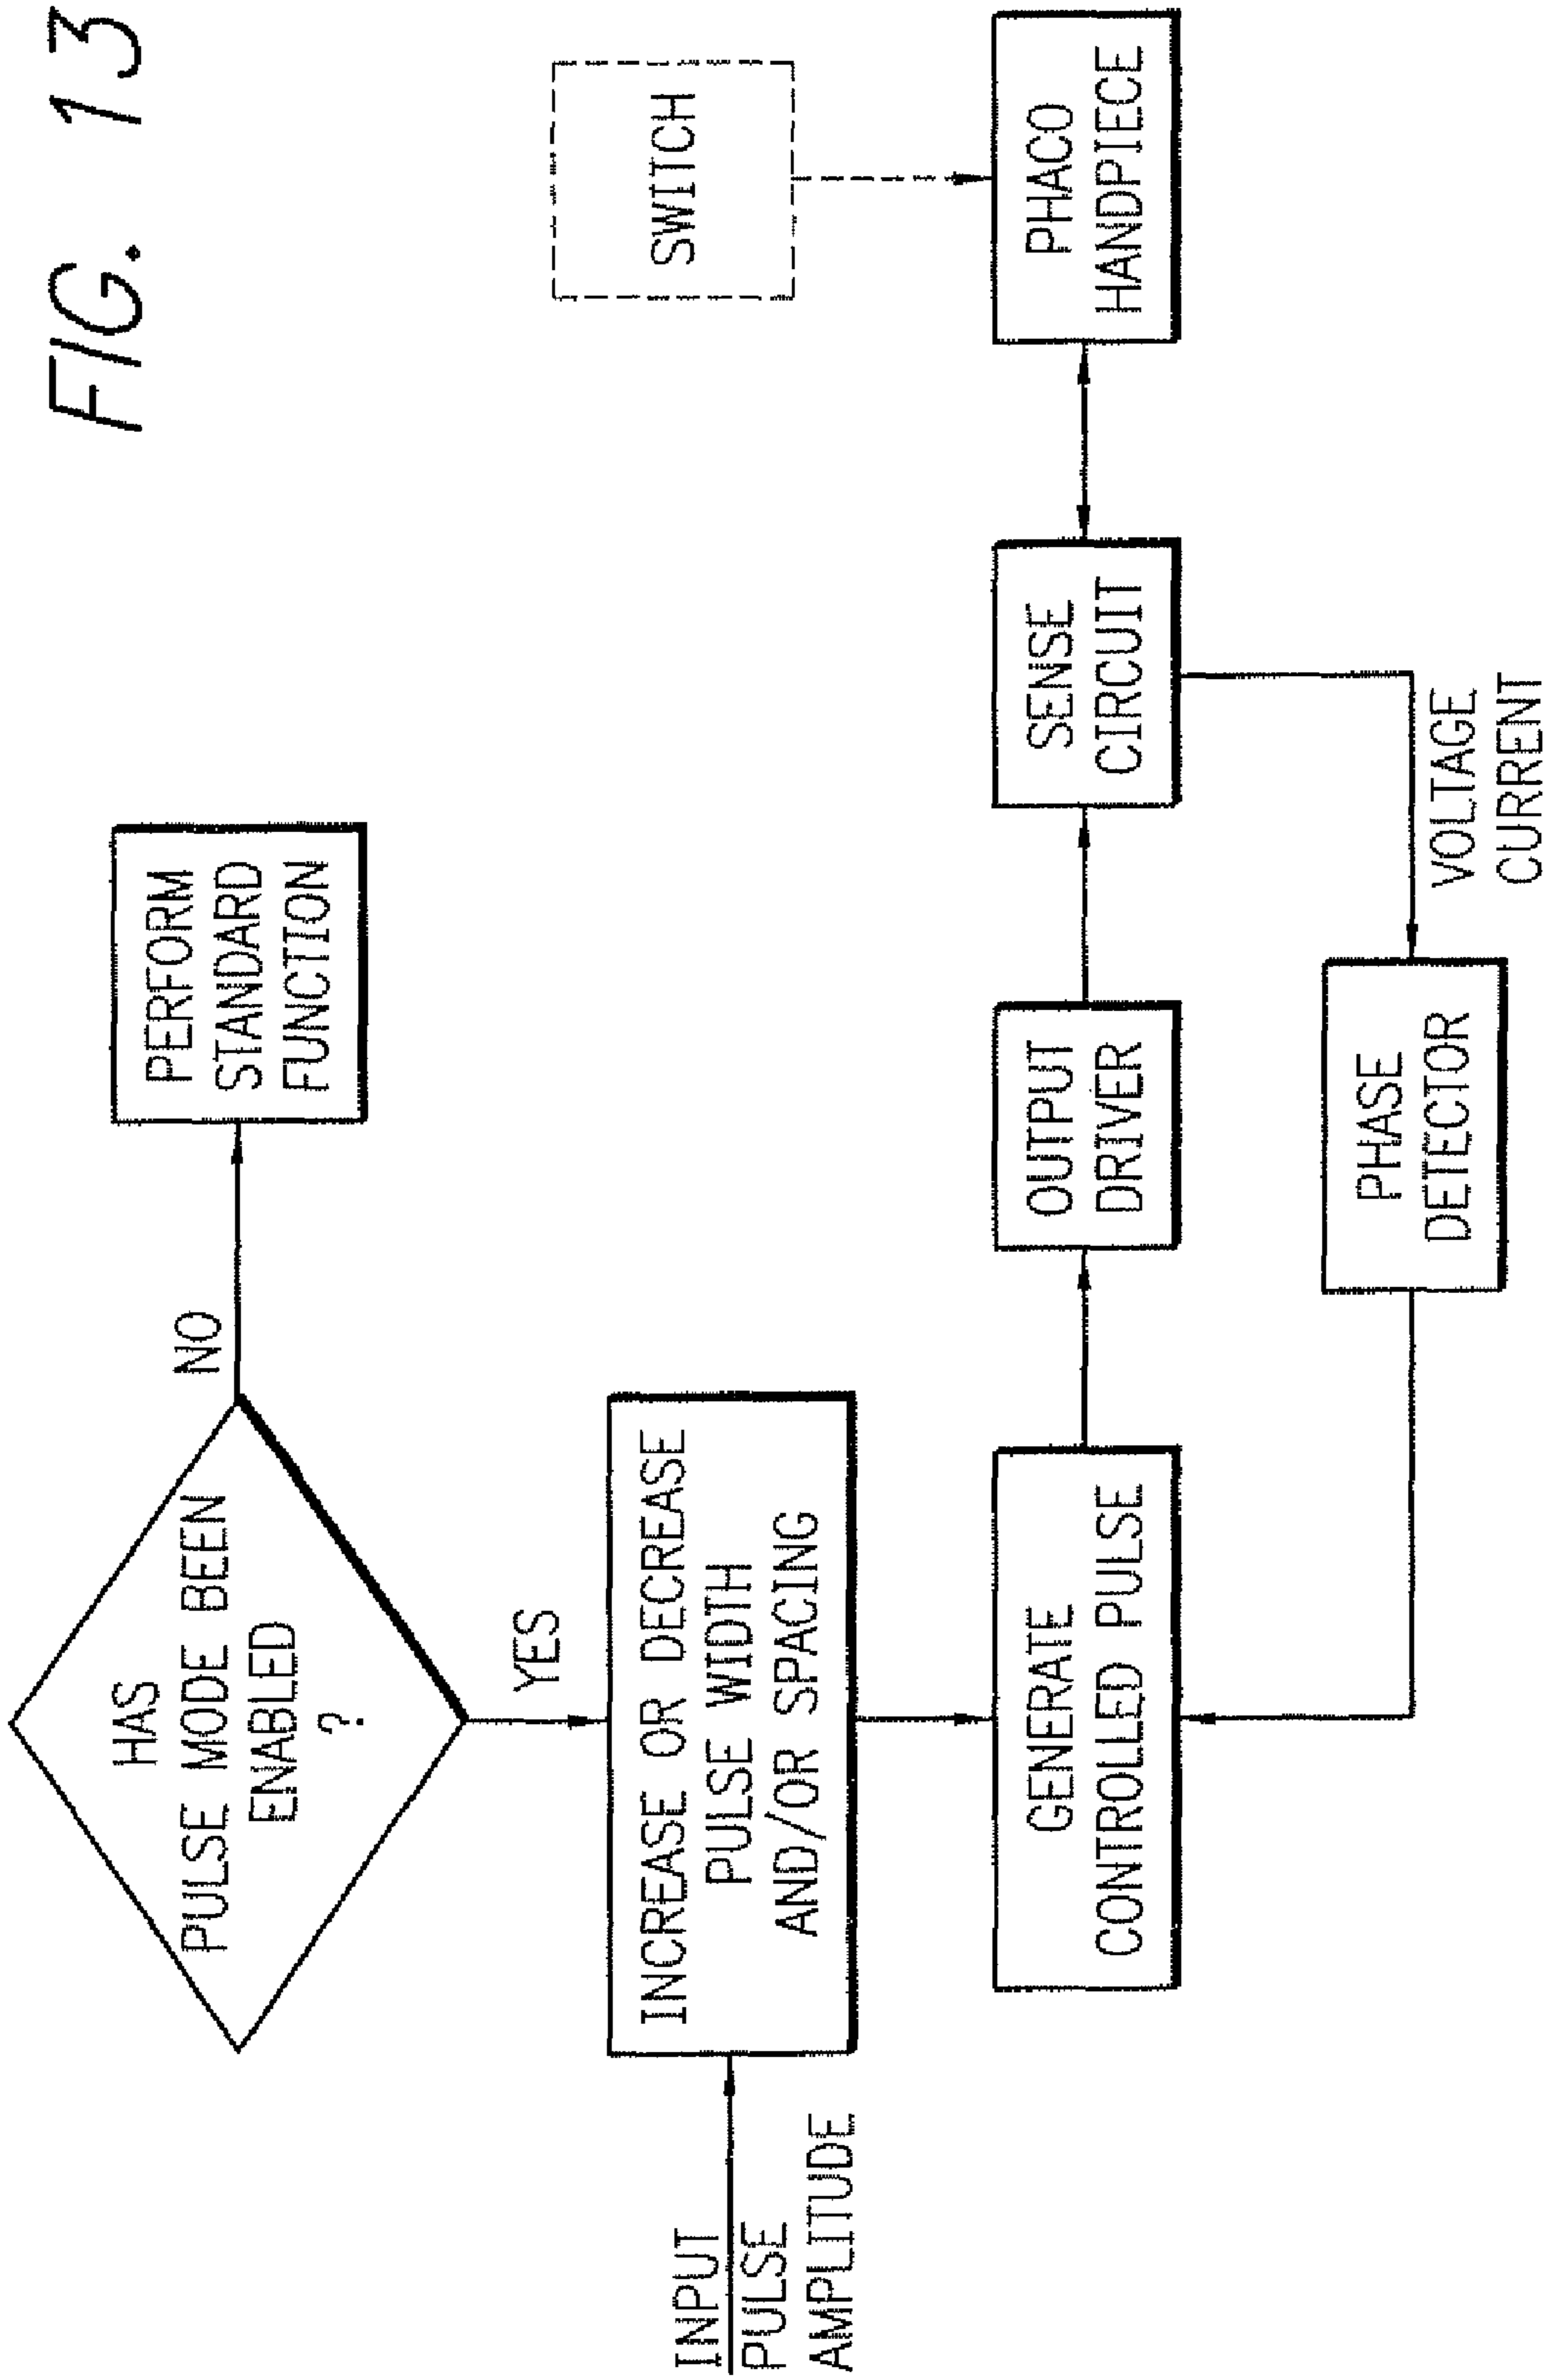 FIG. 13
HAS
PULSE MODE BEEN
ENABLED
?
NO
PERFORM
STANDARD
FUNCTION
YES
INPUT
PULSE
AMPLITUDE
INCREASE OR DECREASE
PULSE WIDTH
AND/OR SPACING
SWITCH
GENERATE
CONTROLLED PULSE
OUTPUT
DRIVER
SENSE
CIRCUIT
PHACO
HANDPIECE
PHASE
DETECTOR
VOLTAGE
CURRENT